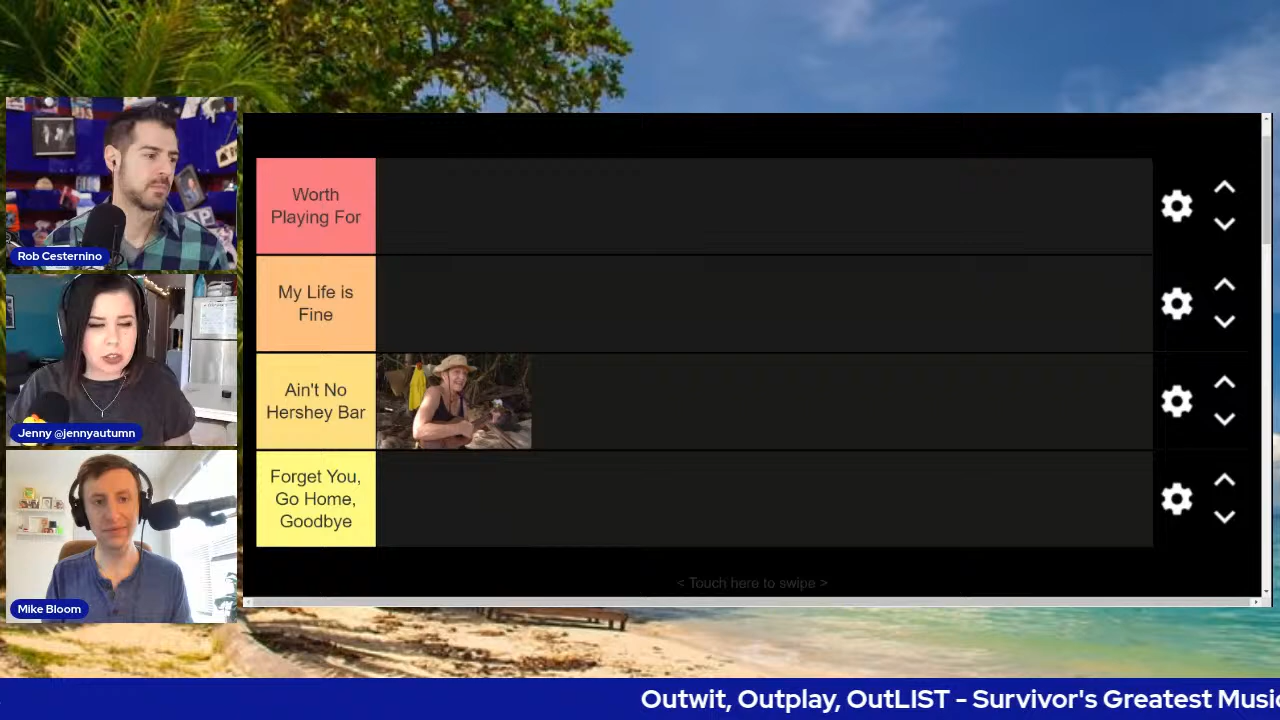 Rob Cesternino
Jenny @jennyautumn
Mike Bloom
Worth
Playing For
My Life is
Fine
Ain't No
Hershey Bar
Forget You,
Go Home,
Goodbye
< Touch here to swipe >
Outwit, Outplay, OutLIST - Survivor's Greatest Music